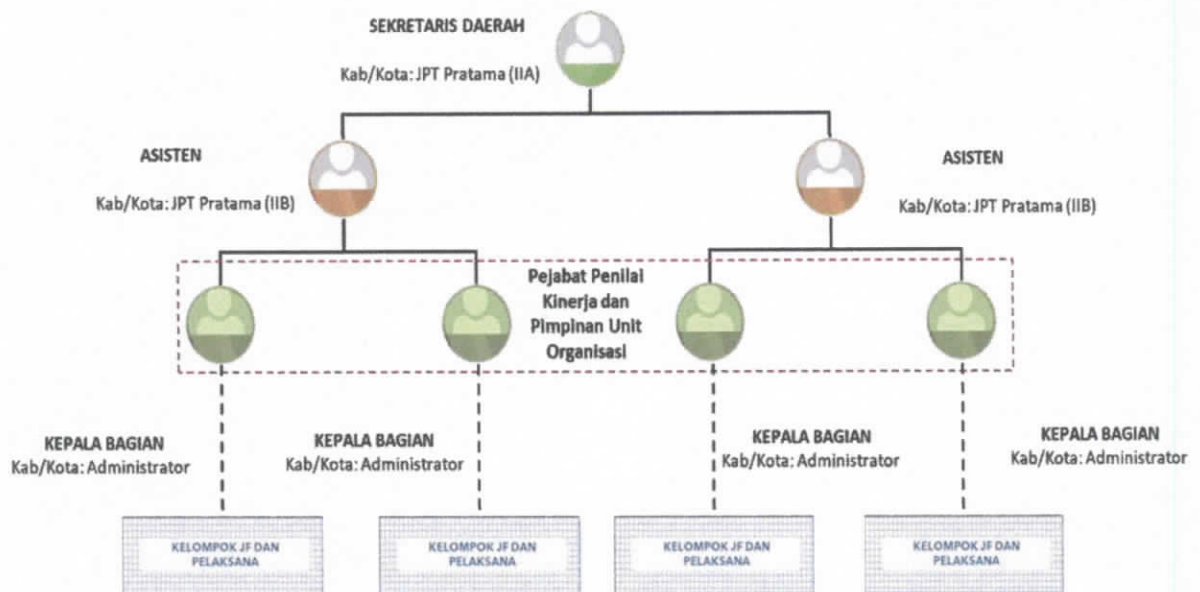 SEKRETARIS DAERAH
Kab/Kota: JPT Pratama (IIA)
ASISTEN
Kab/Kota: JPT Pratama (IIB)
ASISTEN
Kab/Kota: JPT Pratama (IIB)
Pejabat Penilai
Kinerja dan
Pimpinan Unit
Organisasi
KEPALA BAGIAN
Kab/Kota: Administrator
KEPALA BAGIAN
Kab/Kota: Administrator
KEPALA BAGIAN
Kab/Kota: Administrator
KEPALA BAGIAN
Kab/Kota: Administrator
KELOMPOK JF DAN
PELAKSANA
KELOMPOK JF DAN
PELAKSANA
KELOMPOK JF DAN
PELAKSANA
KELOMPOK JF DAN
PELAKSANA